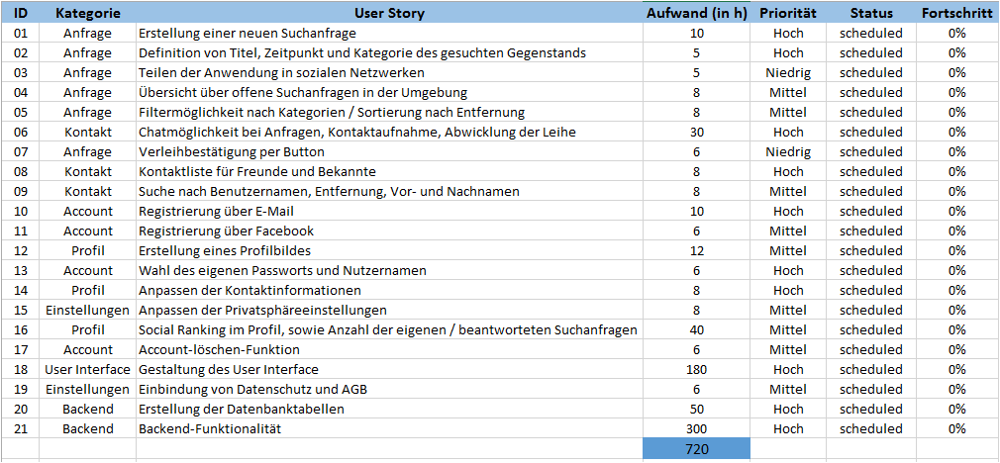 ID Kategorie User Story Aufwand (in h) Priorität Status Fortschritt
01 Anfrage Erstellung einer neuen Suchanfrage 10 Hoch scheduled 0%
02 Anfrage Definition von Titel, Zeitpunkt und Kategorie des gesuchten Gegenstands 5 Hoch scheduled 0%
03 Anfrage Teilen der Anwendung in sozialen Netzwerken 5 Niedrig scheduled 0%
04 Anfrage Übersicht über offene Suchanfragen in der Umgebung 8 Mittel scheduled 0%
05 Anfrage Filtermöglichkeit nach Kategorien / Sortierung nach Entfernung 8 Mittel scheduled 0%
06 Kontakt Chatmöglichkeit bei Anfragen, Kontaktaufnahme, Abwicklung der Leihe 30 Hoch scheduled 0%
07 Anfrage Verleihbestätigung per Button 6 Niedrig scheduled 0%
08 Kontakt Kontaktliste für Freunde und Bekannte 8 Hoch scheduled 0%
09 Kontakt Suche nach Benutzernamen, Entfernung, Vor- und Nachnamen 8 Mittel scheduled 0%
10 Account Registrierung über E-Mail 10 Hoch scheduled 0%
11 Account Registrierung über Facebook 6 Mittel scheduled 0%
12 Profil Erstellung eines Profilbildes 12 Mittel scheduled 0%
13 Account Wahl des eigenen Passworts und Nutzernamen 6 Hoch scheduled 0%
14 Profil Anpassen der Kontaktinformationen 8 Hoch scheduled 0%
15 Einstellungen Anpassen der Privatsphäreeinstellungen 8 Mittel scheduled 0%
16 Profil Social Ranking im Profil, sowie Anzahl der eigenen / beantworteten Suchanfragen 40 Mittel scheduled 0%
17 Account Account-löschen-Funktion 6 Mittel scheduled 0%
18 User Interface Gestaltung des User Interface 180 Hoch scheduled 0%
19 Einstellungen Einbindung von Datenschutz und AGB 6 Mittel scheduled 0%
20 Backend Erstellung der Datenbanktabellen 50 Hoch scheduled 0%
21 Backend Backend-Funktionalität 300 Hoch scheduled 0%
720